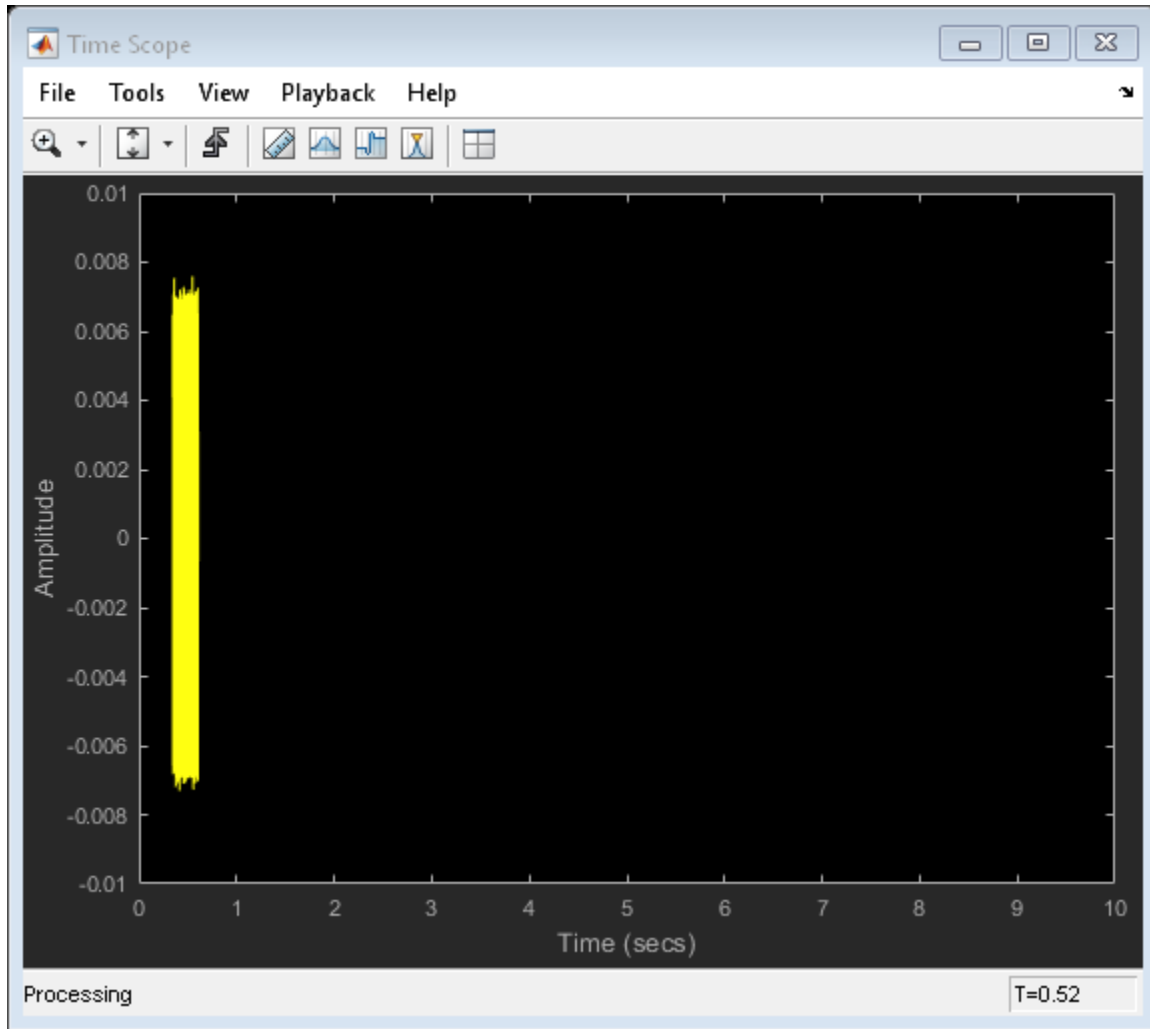 Time Scope
File Tools View Playback Help
0.01
0.008
0.006
0.004
0.002
0
-0.002
-0.004
-0.006
-0.008
-0.01
Amplitude
0 1 2 3 4 5 6 7 8 9 10
Time (secs)
Processing T=0.52